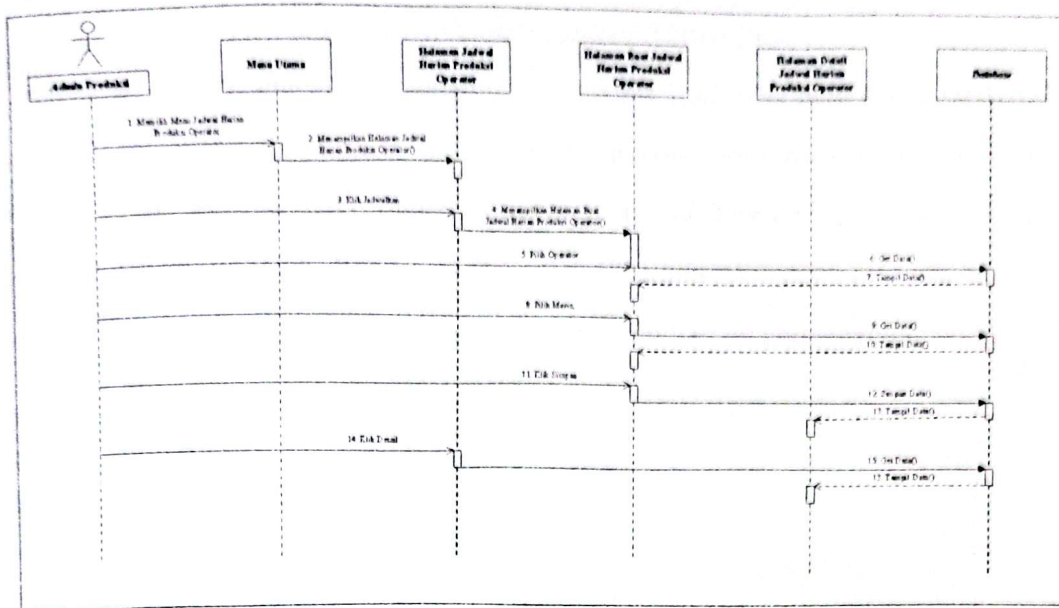 Admin Produksi
Menu Utama
Halaman Jadwal
Harian Produksi
Operator
Halaman Buat Jadwal
Harian Produksi
Operator
Halaman Detail
Jadwal Harian
Produksi Operator
Database
1. Memilih Menu Jadwal Harian
Produksi Operator
2. Menampilkan Halaman Jadwal
Harian Produksi Operator()
3. Klik Jadwalkan
4. Menampilkan Halaman Buat
Jadwal Harian Produksi Operator()
5. Pilih Operator
6. Get Data()
7. Tampil Data()
8. Pilih Mesin
9. Get Data()
10. Tampil Data()
11. Klik Simpan
12. Simpan Data()
13. Tampil Data()
14. Klik Detail
15. Get Data()
Tampil Data()